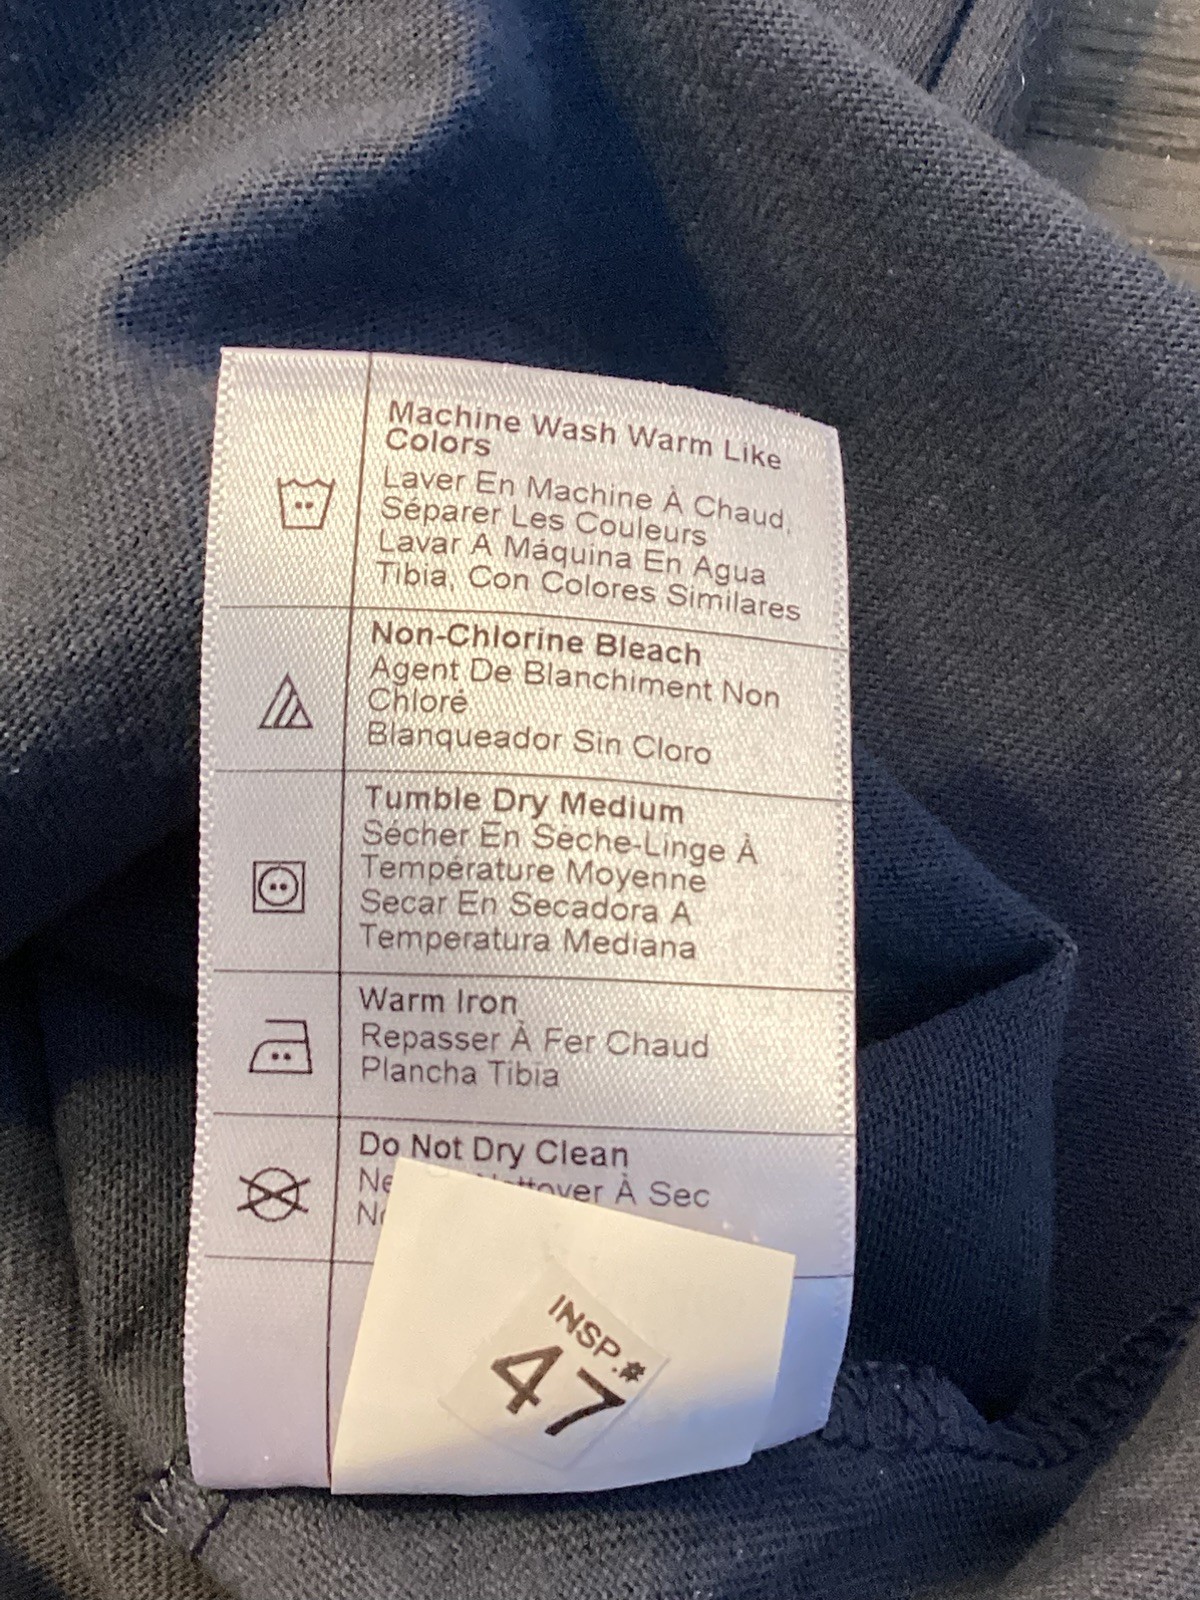 Machine Wash Warm Like
Colors
Laver En Machine À Chaud,
Séparer Les Couleurs
Lavar A Máquina En Agua
Tibia, Con Colores Similares
Non-Chlorine Bleach
Agent De Blanchiment Non
Chloré
Blanqueador Sin Cloro
Tumble Dry Medium
Sécher En Sèche-Linge À
Température Moyenne
Secar En Secadora A
Temperatura Mediana
Warm Iron
Repasser À Fer Chaud
Plancha Tibia
Do Not Dry Clean
À Sec
INSP.#
47